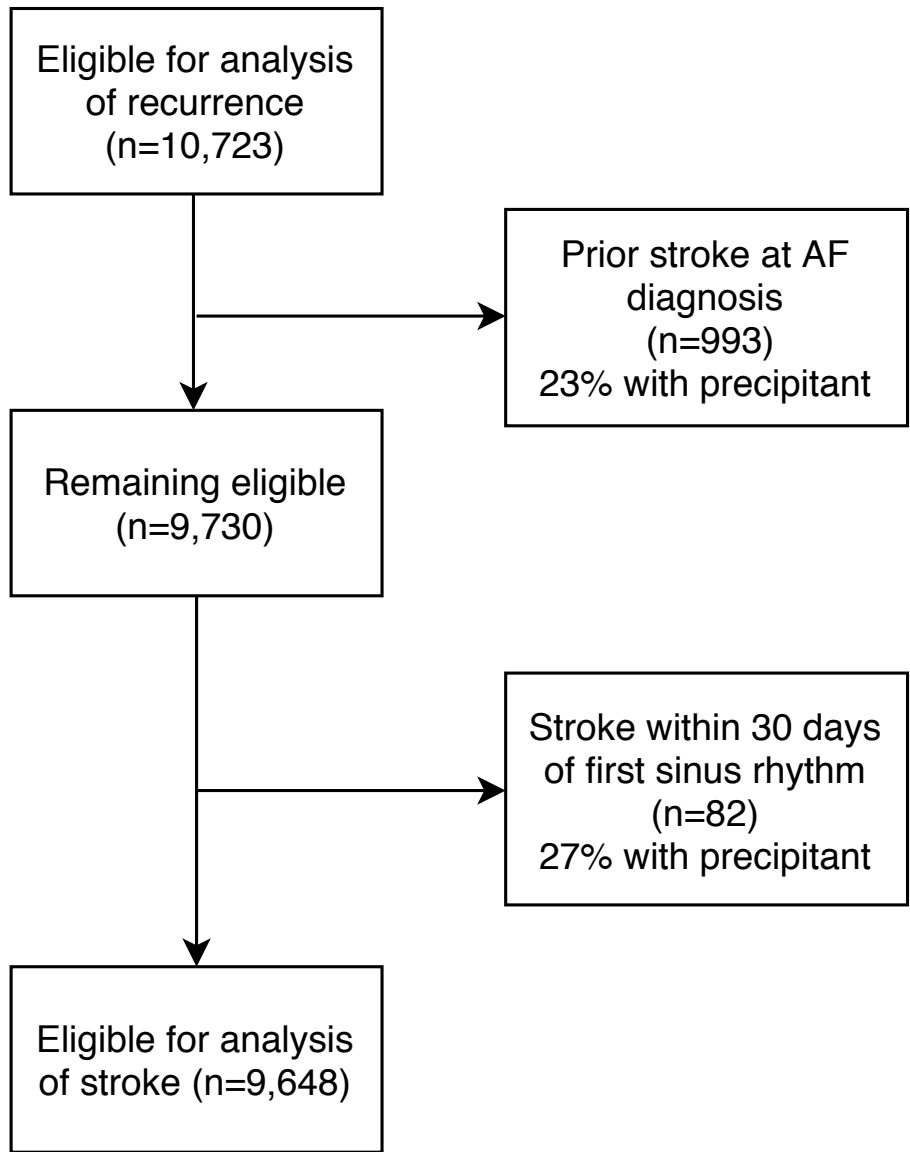 Eligible for analysis
of recurrence
(n=10,723)
Prior stroke at AF
diagnosis
(n=993)
23% with precipitant
Remaining eligible
(n=9,730)
Stroke within 30 days
of first sinus rhythm
(n=82)
27% with precipitant
Eligible for analysis
of stroke (n=9,648)